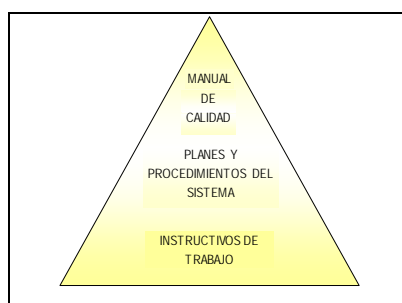 MANUAL
DE
CALIDAD
PLANES Y
PROCEDIMIENTOS DEL
SISTEMA
INSTRUCTIVOS DE
TRABAJO